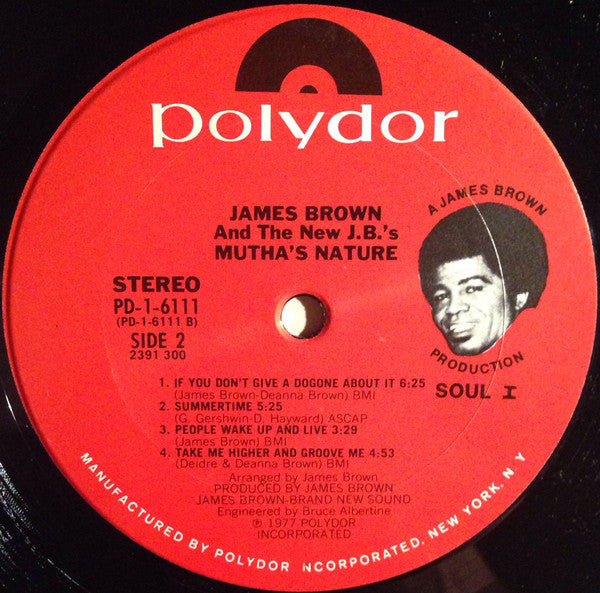 polydor
JAMES BROWN
And The New J.B.'s
MUTHA'S NATURE
A JAMES BROWN
PRODUCTION
SOUL I
STEREO
PD-1-6111
(PD-1-6111 B)
SIDE 2
2391 300
1. IF YOU DON'T GIVE A DOGONE ABOUT IT 6:25
(James Brown-Deanna Brown) BMI
2. SUMMERTIME 5:25
(G. Gershwin-D. Hayward) ASCAP
3. PEOPLE WAKE UP AND LIVE 3:29
(James Brown) BMI
4. TAKE ME HIGHER AND GROOVE ME 4:53
(Deidre & Deanna Brown) BMI
Arranged by James Brown
PRODUCED BY JAMES BROWN
JAMES BROWN-BRAND NEW SOUND
Engineered by Bruce Albertine
℗ 1977 POLYDOR
INCORPORATED
MANUFACTURED BY POLYDOR INCORPORATED, NEW YORK, N Y